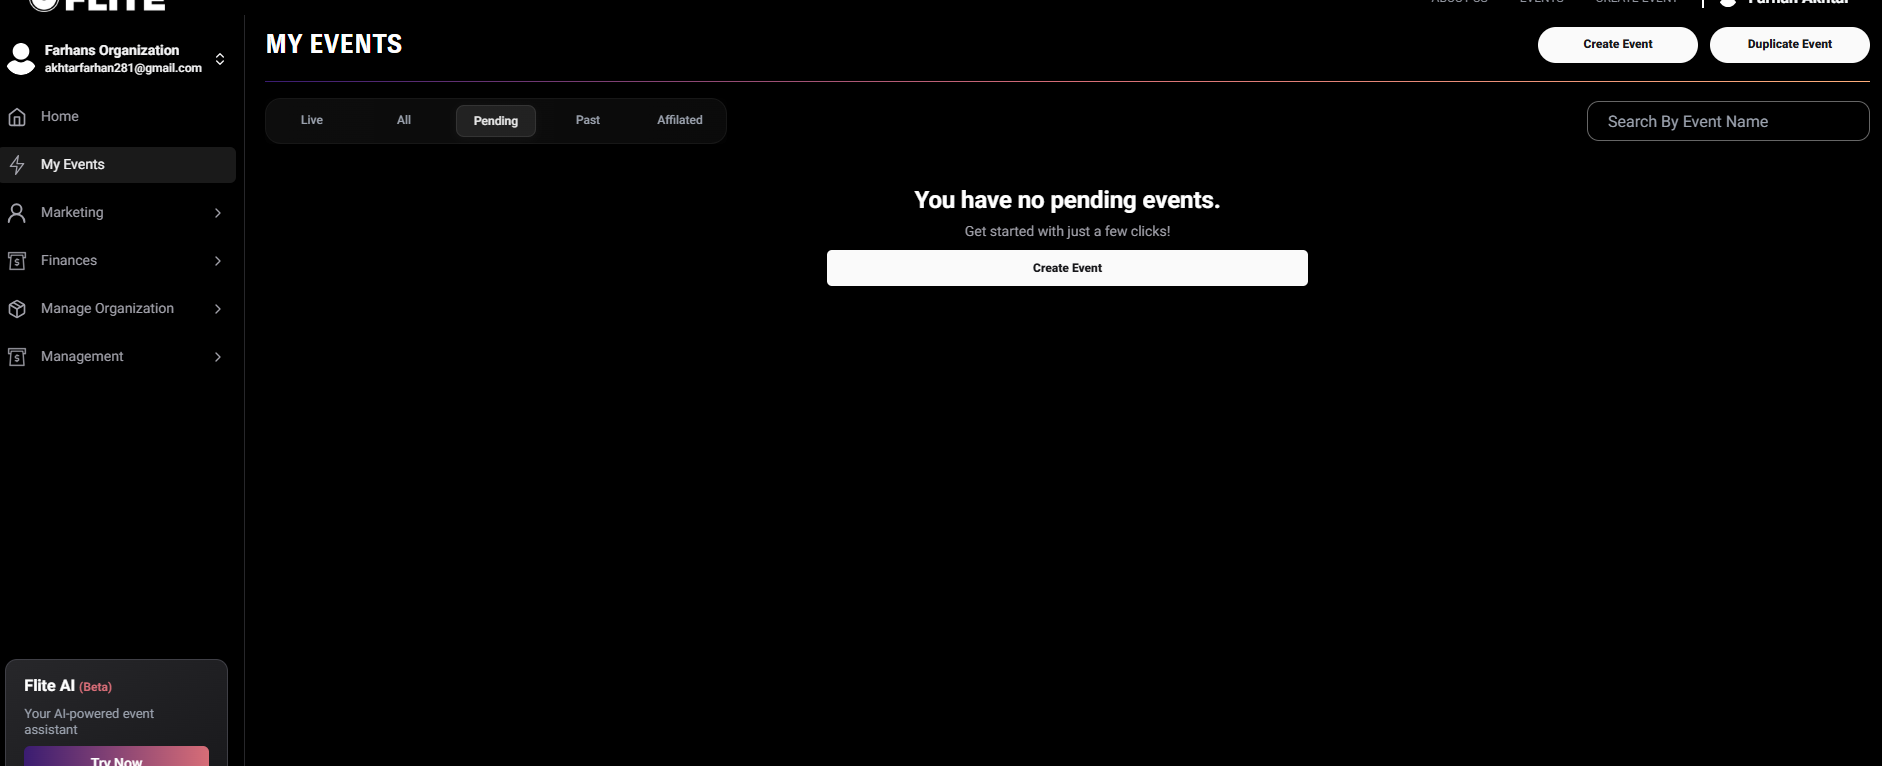 FLITE
ABOUT US EVENTS CREATE EVENT Farhan Akhtar
Farhans Organization
akhtarfarhan281@gmail.com
Home
My Events
Marketing
Finances
Manage Organization
Management
Flite AI (Beta)
Your AI-powered event
assistant
Try Now
MY EVENTS
Create Event
Duplicate Event
Live
All
Pending
Past
Affilated
Search By Event Name
You have no pending events.
Get started with just a few clicks!
Create Event